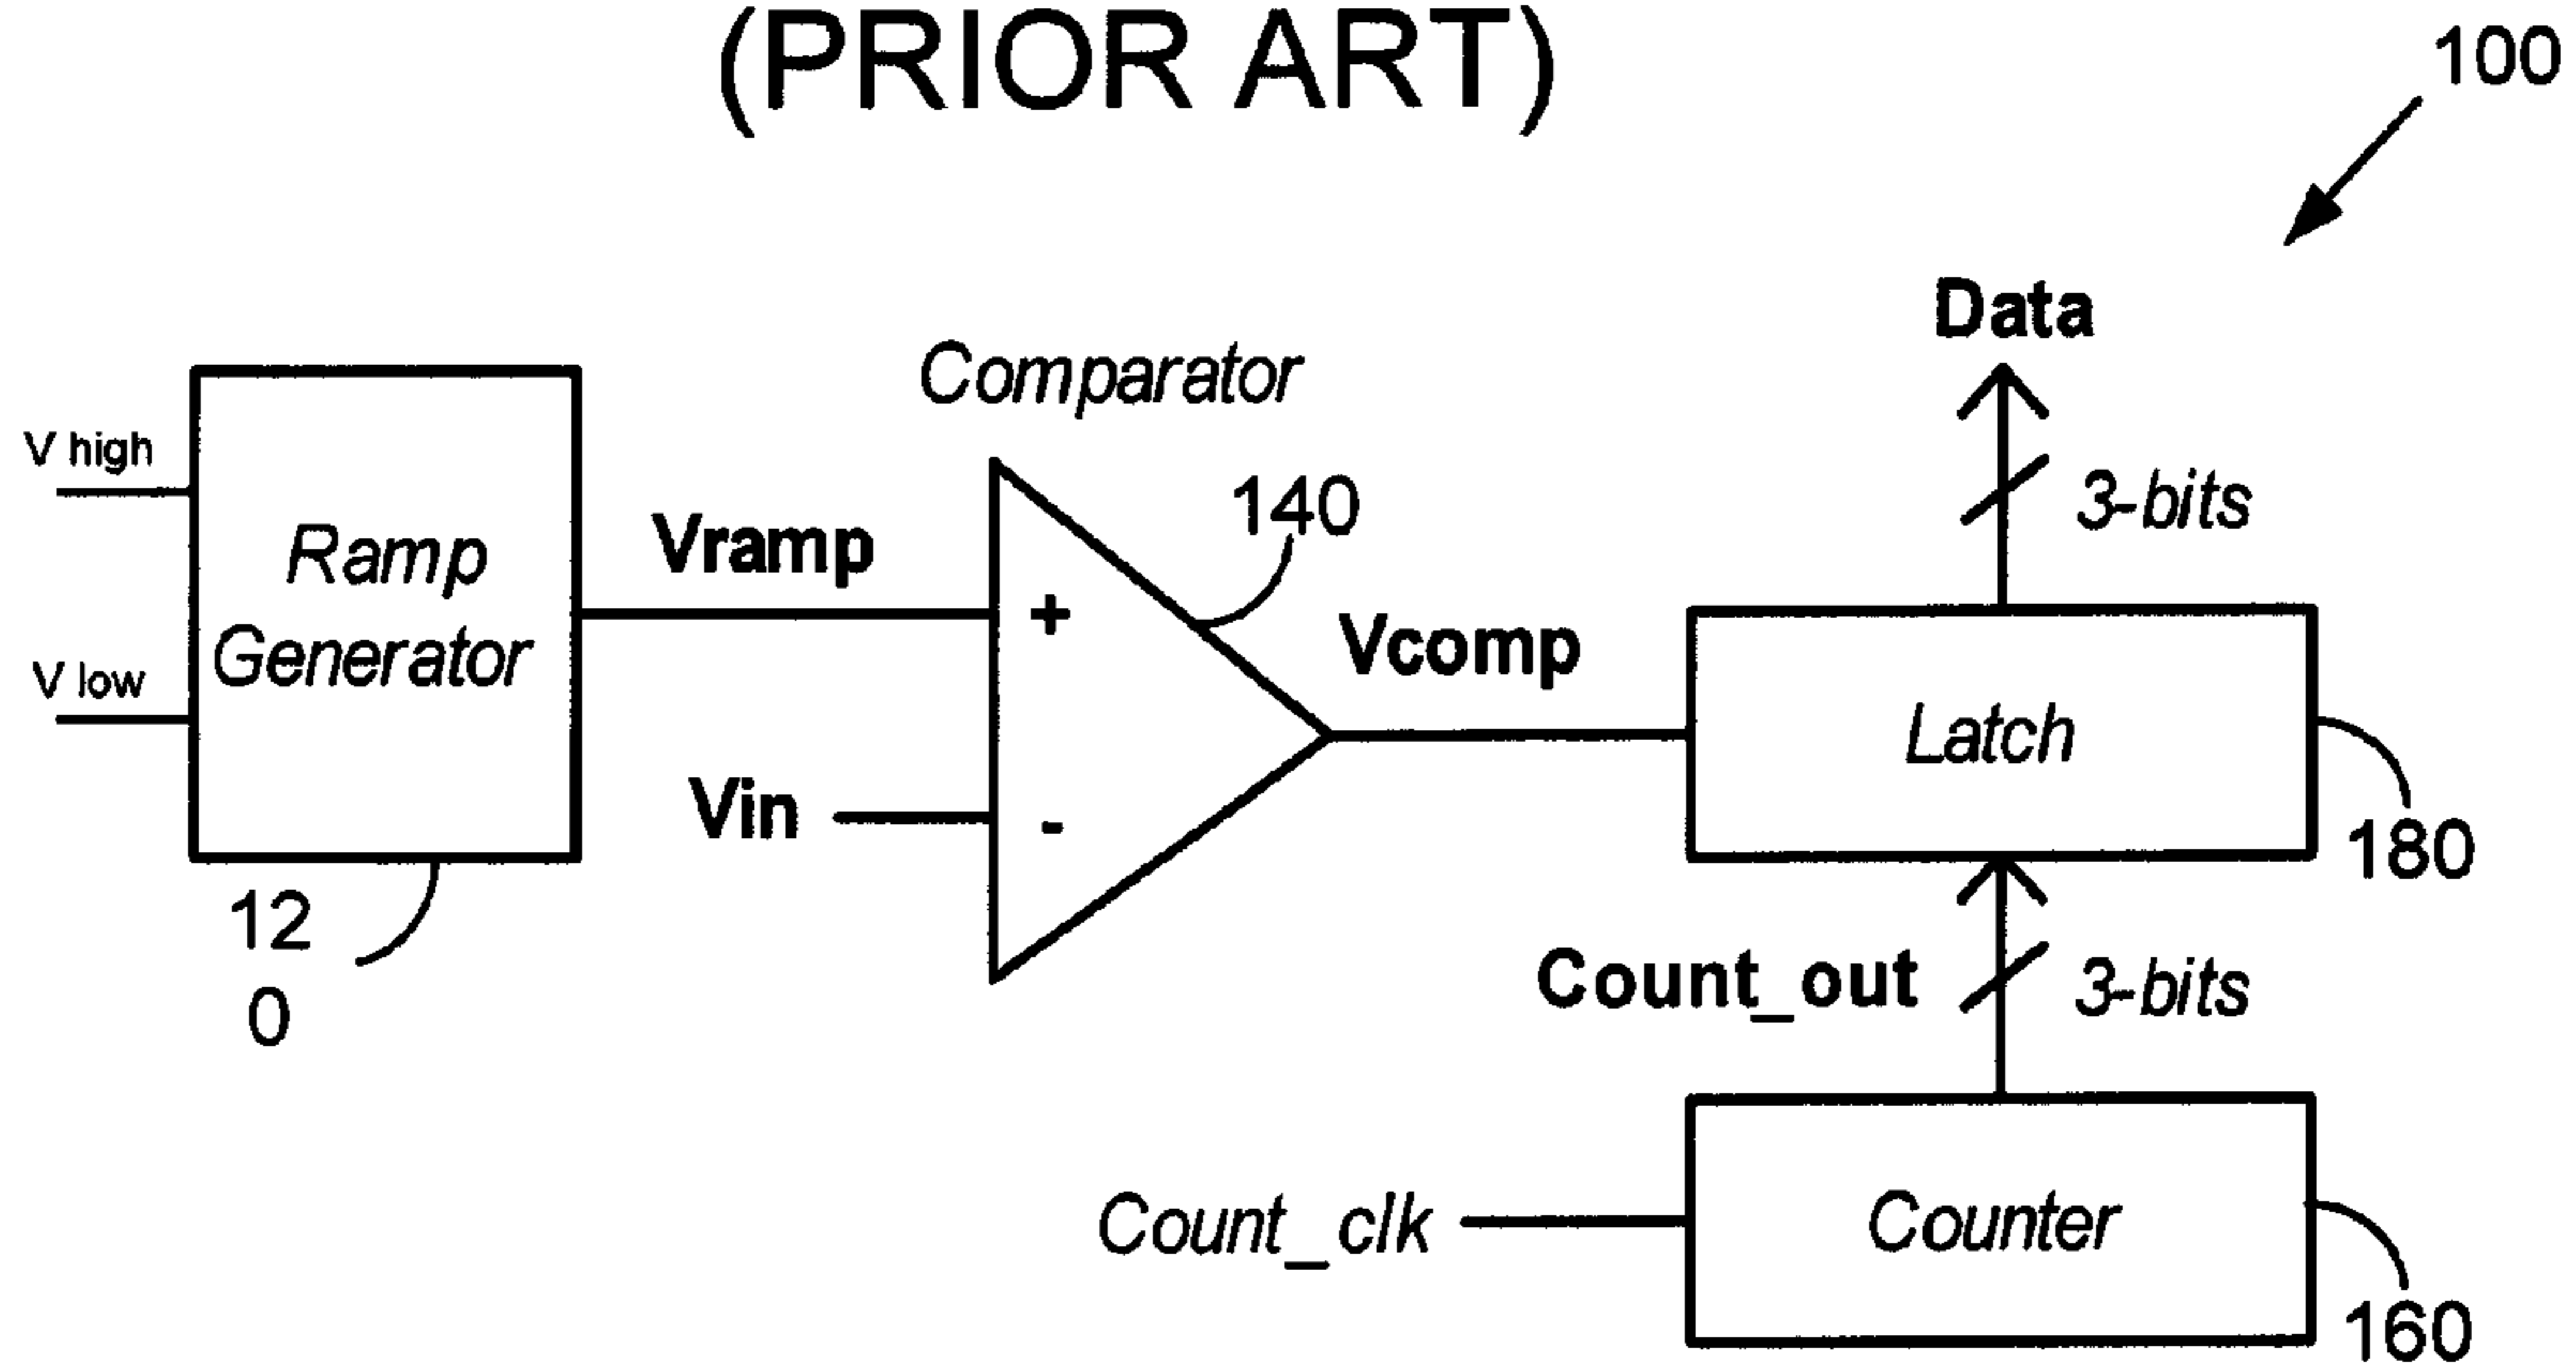 (PRIOR ART)
100
Data
Comparator
V high
3-bits
140
Ramp
Generator
Vramp
+
Vcomp
V low
Latch
Vin
-
180
12
0
Count_out
3-bits
Count_clk
Counter
160